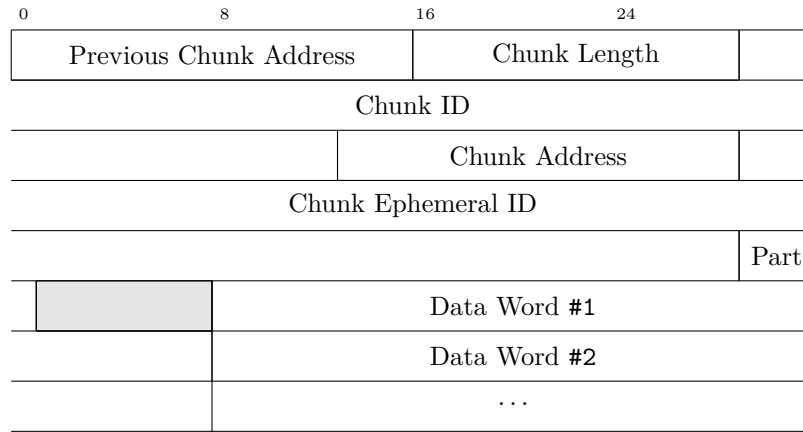 0 8 16 24
Previous Chunk Address Chunk Length
Chunk ID
Chunk Address
Chunk Ephemeral ID
Part
Data Word #1
Data Word #2
...